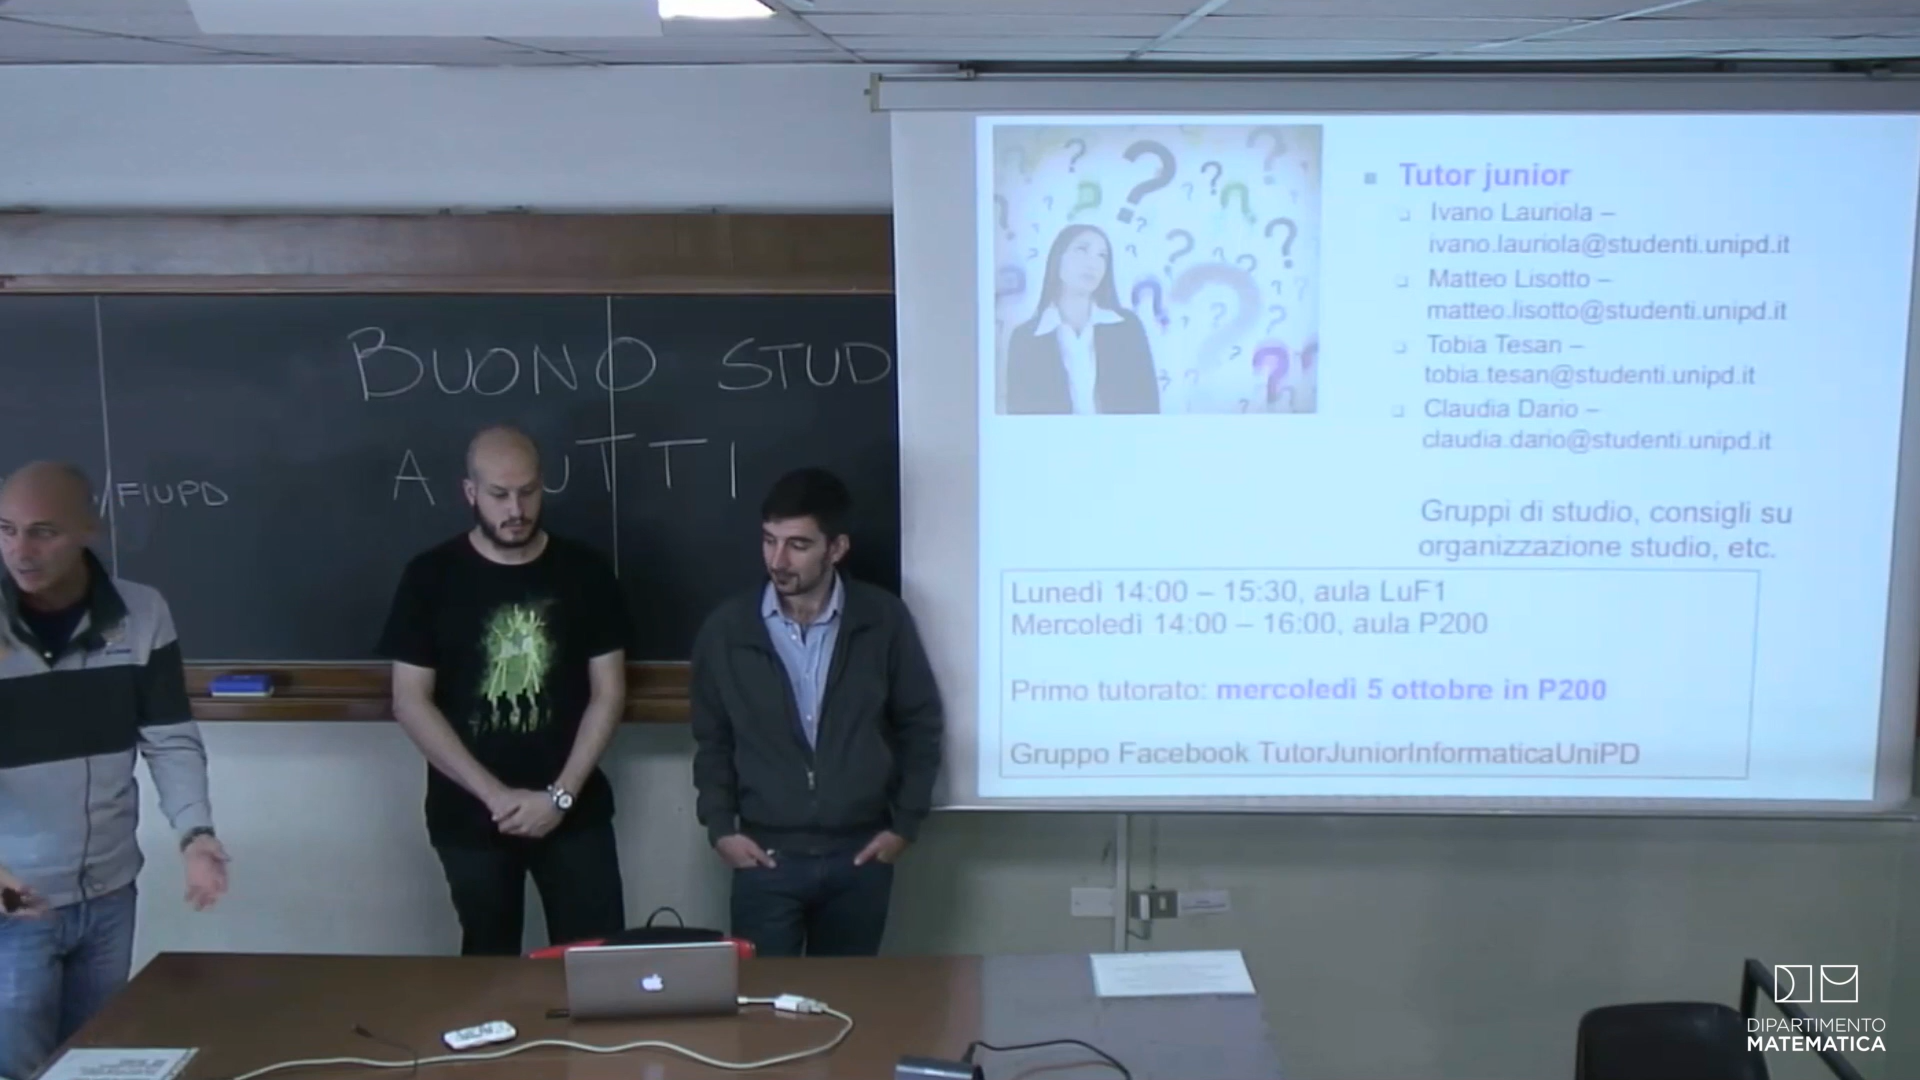 BUONO STUD
A TUTTI
/FIUPD
Tutor junior
Ivano Lauriola –
ivano.lauriola@studenti.unipd.it
Matteo Lisotto –
matteo.lisotto@studenti.unipd.it
Tobia Tesan –
tobia.tesan@studenti.unipd.it
Claudia Dario –
claudia.dario@studenti.unipd.it
Gruppi di studio, consigli su
organizzazione studio, etc.
Lunedì 14:00 – 15:30, aula LuF1
Mercoledì 14:00 – 16:00, aula P200
Primo tutorato: mercoledì 5 ottobre in P200
Gruppo Facebook TutorJuniorInformaticaUniPD
DIPARTIMENTO
MATEMATICA